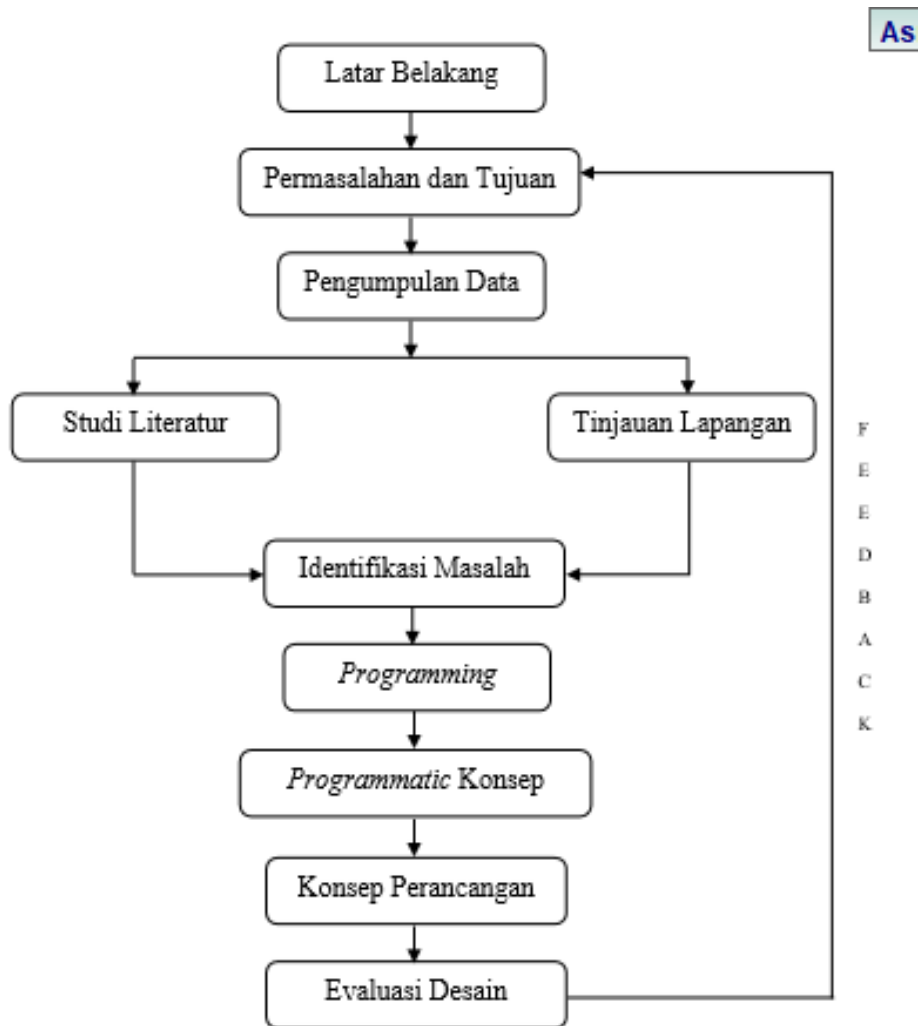 As
Latar Belakang
Permasalahan dan Tujuan
Pengumpulan Data
Studi Literatur
Tinjauan Lapangan
Identifikasi Masalah
Programming
Programmatic Konsep
Konsep Perancangan
Evaluasi Desain
F
E
E
D
B
A
C
K